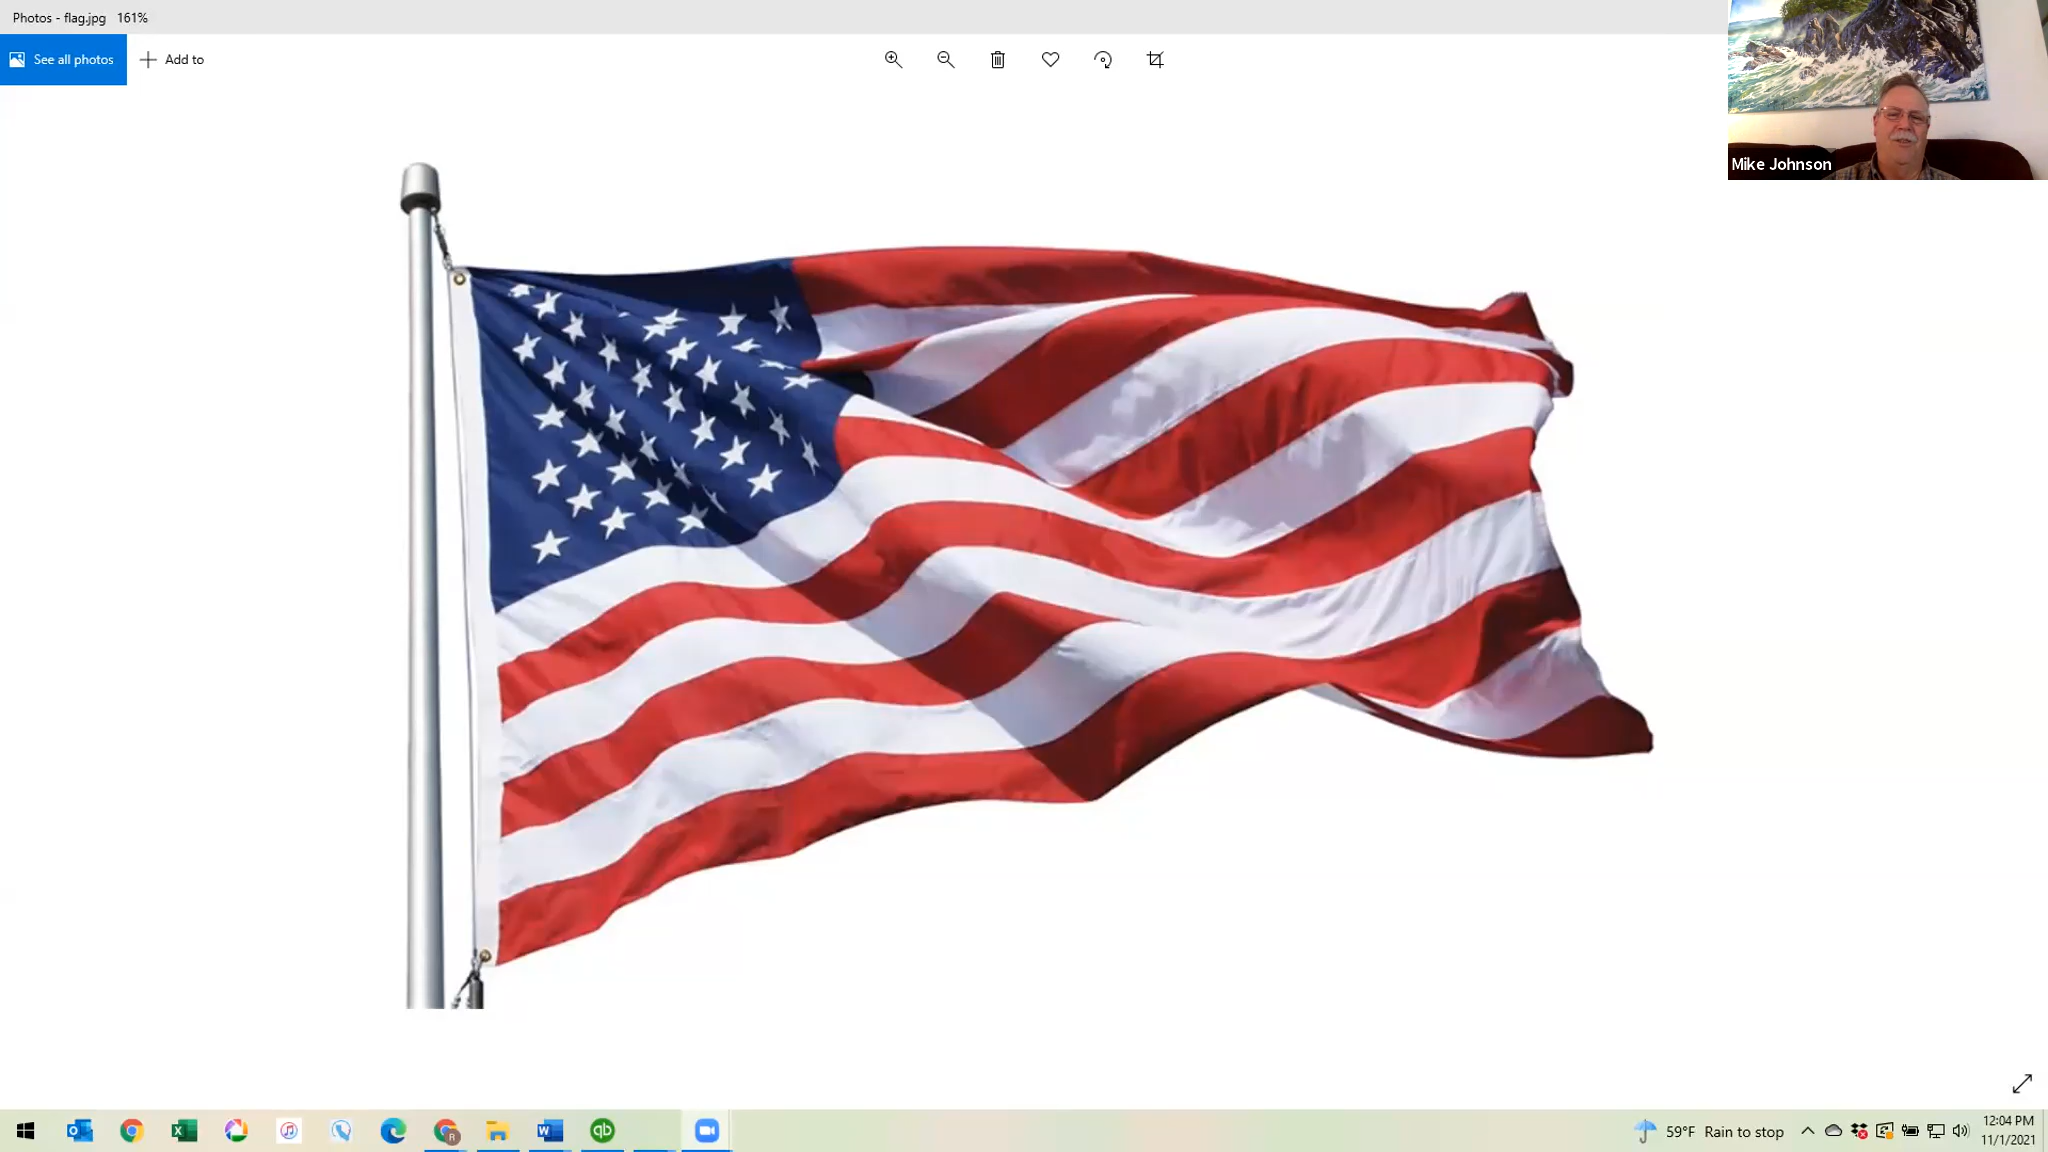 Photos - flag.jpg 161%
See all photos
Add to
Mike Johnson
59°F Rain to stop
12:04 PM
11/1/2021